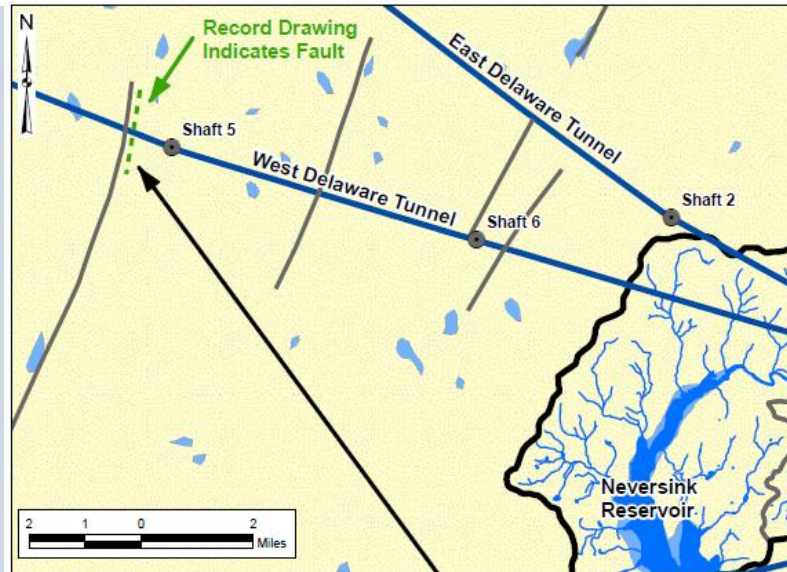 N
Record Drawing
Indicates Fault
East Delaware Tunnel
Shaft 5
West Delaware Tunnel
Shaft 2
Shaft 6
Neversink
Reservoir
2 1 0 2
Miles